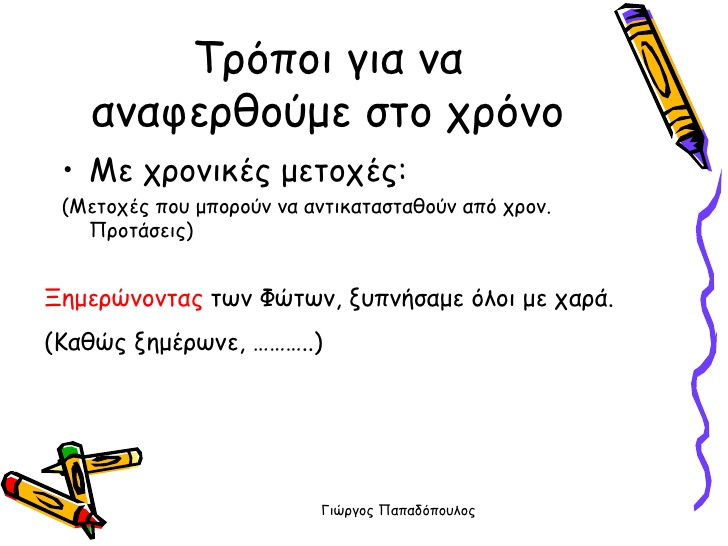 Τρόποι για να
αναφερθούμε στο χρόνο
• Με χρονικές μετοχές:
(Μετοχές που μπορούν να αντικατασταθούν από χρον.
Προτάσεις)
Ξημερώνοντας των Φώτων, ξυπνήσαμε όλοι με χαρά.
(Καθώς ξημέρωνε, ………..)
Γιώργος Παπαδόπουλος